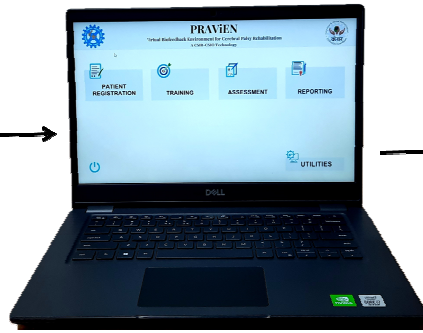 PRAViEN
Virtual Biofeedback Environment for Cerebral Palsy Rehabilitation
A CSIR-CSIO Technology
PATIENT
REGISTRATION
TRAINING
ASSESSMENT
REPORTING
UTILITIES
DELL